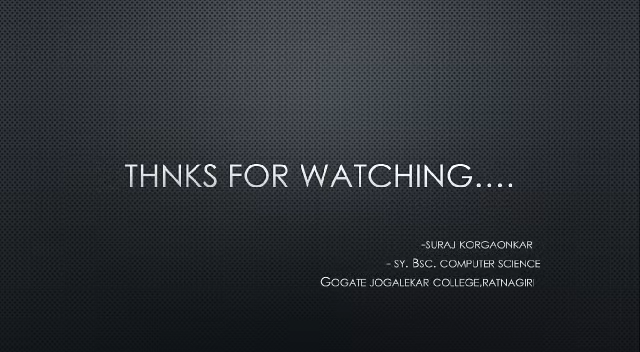 THNKS FOR WATCHING....
-SURAJ KORGAONKAR
- SY. BSC. COMPUTER SCIENCE
GOGATE JOGALEKAR COLLEGE,RATNAGIRI